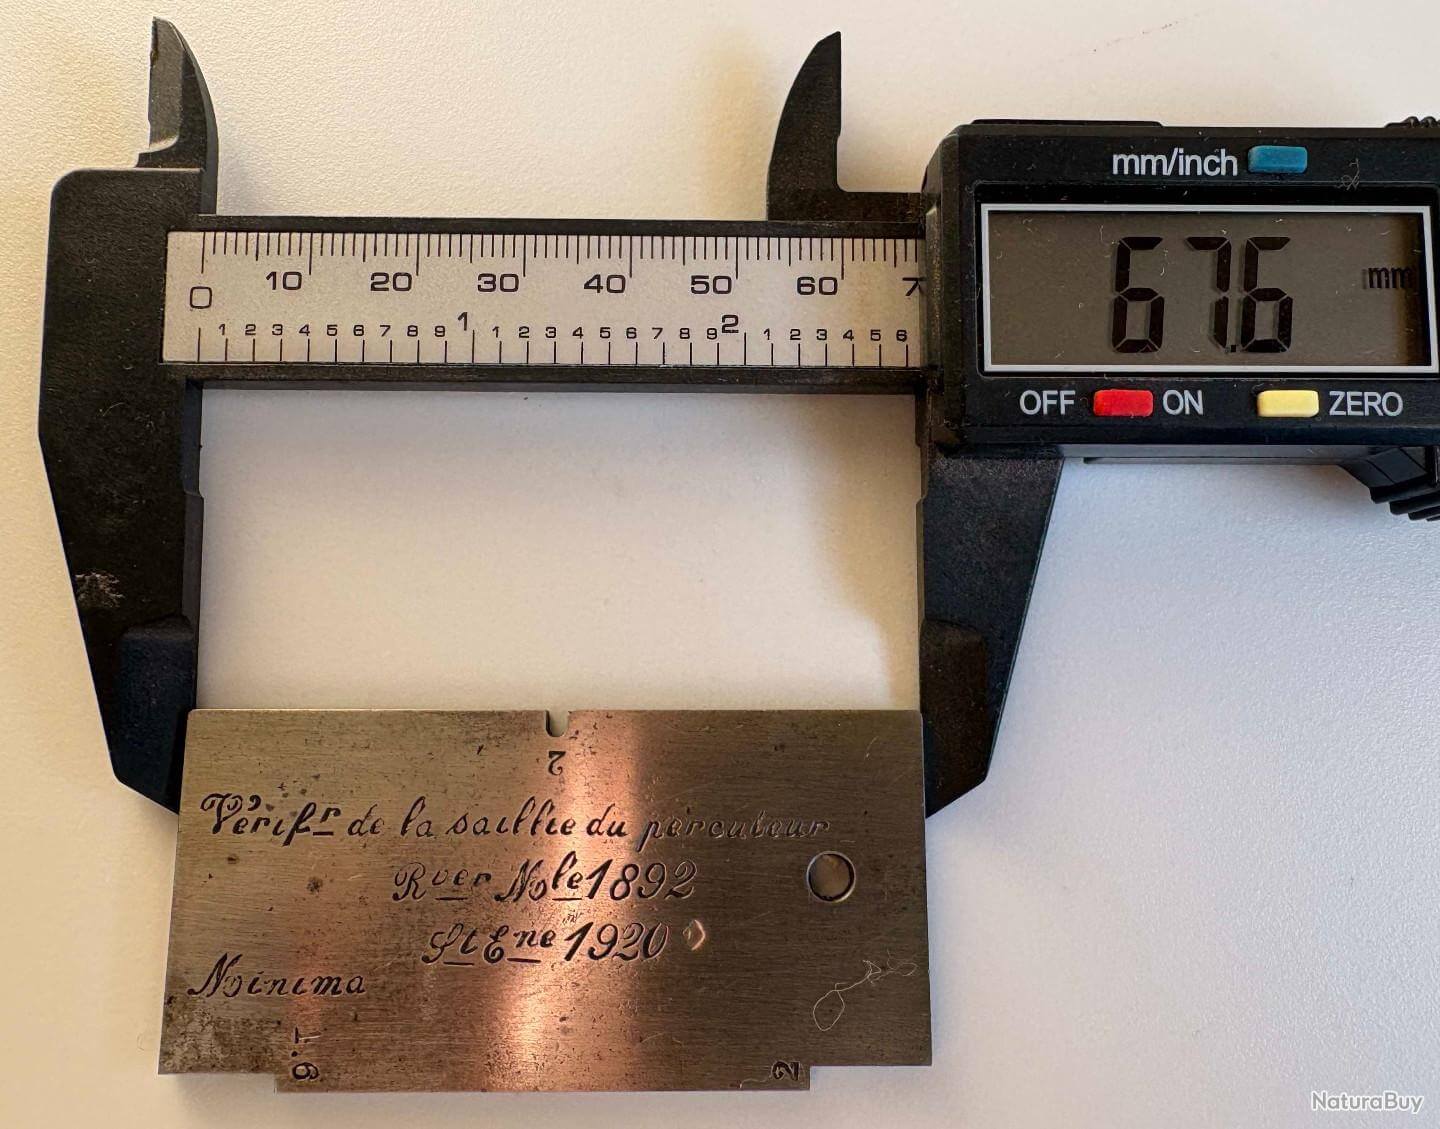 mm/inch
67.6 mm
OFF ON ZERO
10 20 30 40 50 60 7
0
1 2 3 4 5 6 7 8 9 1 1 2 3 4 5 6 7 8 9 2 1 2 3 4 5 6
2
Vérifr de la saillie du percuteur
Rver Mole 1892
St Ene 1920
Minima
1.6
2
NaturaBuy